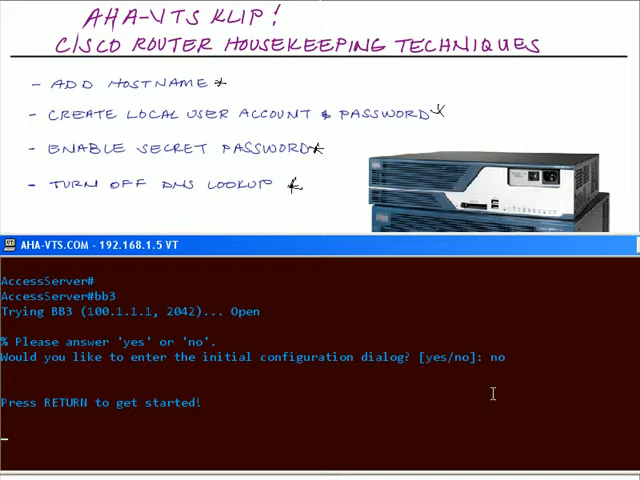 AHA-VTS KLIP!
CISCO ROUTER HOUSEKEEPING TECHNIQUES
- ADD HOSTNAME *
- CREATE LOCAL USER ACCOUNT & PASSWORD *
- ENABLE SECRET PASSWORD *
- TURN OFF DNS LOOKUP *
AHA-VTS.COM - 192.168.1.5 VT
AccessServer#
AccessServer#bb3
Trying BB3 (100.1.1.1, 2042)... Open
% Please answer 'yes' or 'no'.
Would you like to enter the initial configuration dialog? [yes/no]: no
Press RETURN to get started!